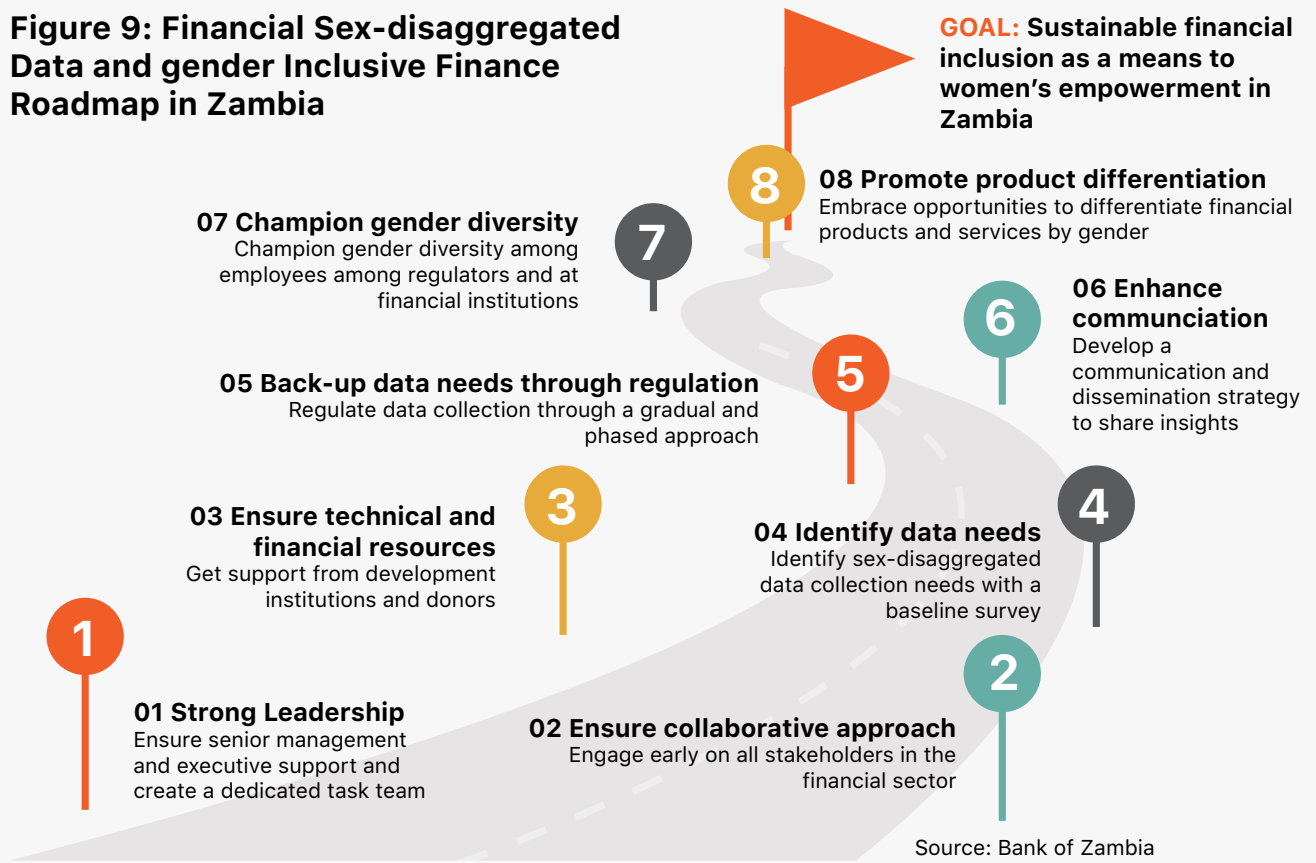 Figure 9: Financial Sex-disaggregated
Data and gender Inclusive Finance
Roadmap in Zambia
GOAL: Sustainable financial
inclusion as a means to
women's empowerment in
Zambia
8
08 Promote product differentiation
Embrace opportunities to differentiate financial
products and services by gender
07 Champion gender diversity
Champion gender diversity among
employees among regulators and at
financial institutions
7
6
06 Enhance
communciation
Develop a
communication and
dissemination strategy
to share insights
05 Back-up data needs through regulation
Regulate data collection through a gradual and
phased approach
5
03 Ensure technical and
financial resources
Get support from development
institutions and donors
3
04 Identify data needs
Identify sex-disaggregated
data collection needs with a
baseline survey
4
1
01 Strong Leadership
Ensure senior management
and executive support and
create a dedicated task team
2
02 Ensure collaborative approach
Engage early on all stakeholders in the
financial sector
Source: Bank of Zambia